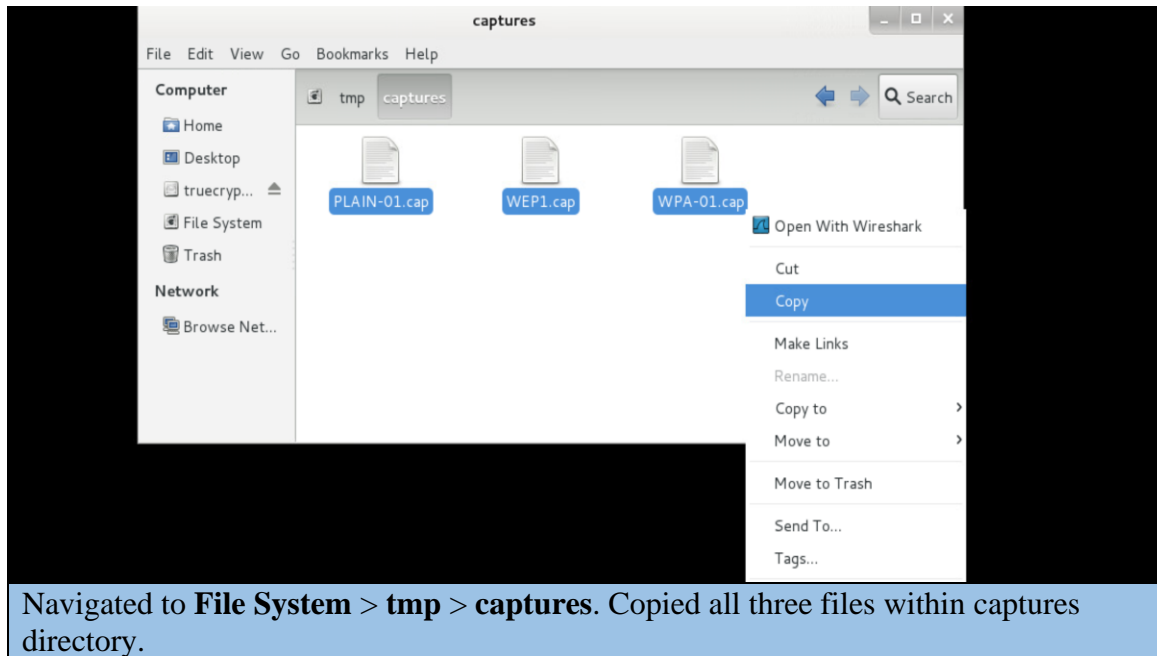 captures
File Edit View Go Bookmarks Help
Computer
Home
Desktop
truecryp...
File System
Trash
Network
Browse Net...
tmp captures
Search
PLAIN-01.cap WEP1.cap WPA-01.cap
Open With Wireshark
Cut
Copy
Make Links
Rename...
Copy to
Move to
Move to Trash
Send To...
Tags...
Navigated to File System > tmp > captures. Copied all three files within captures
directory.